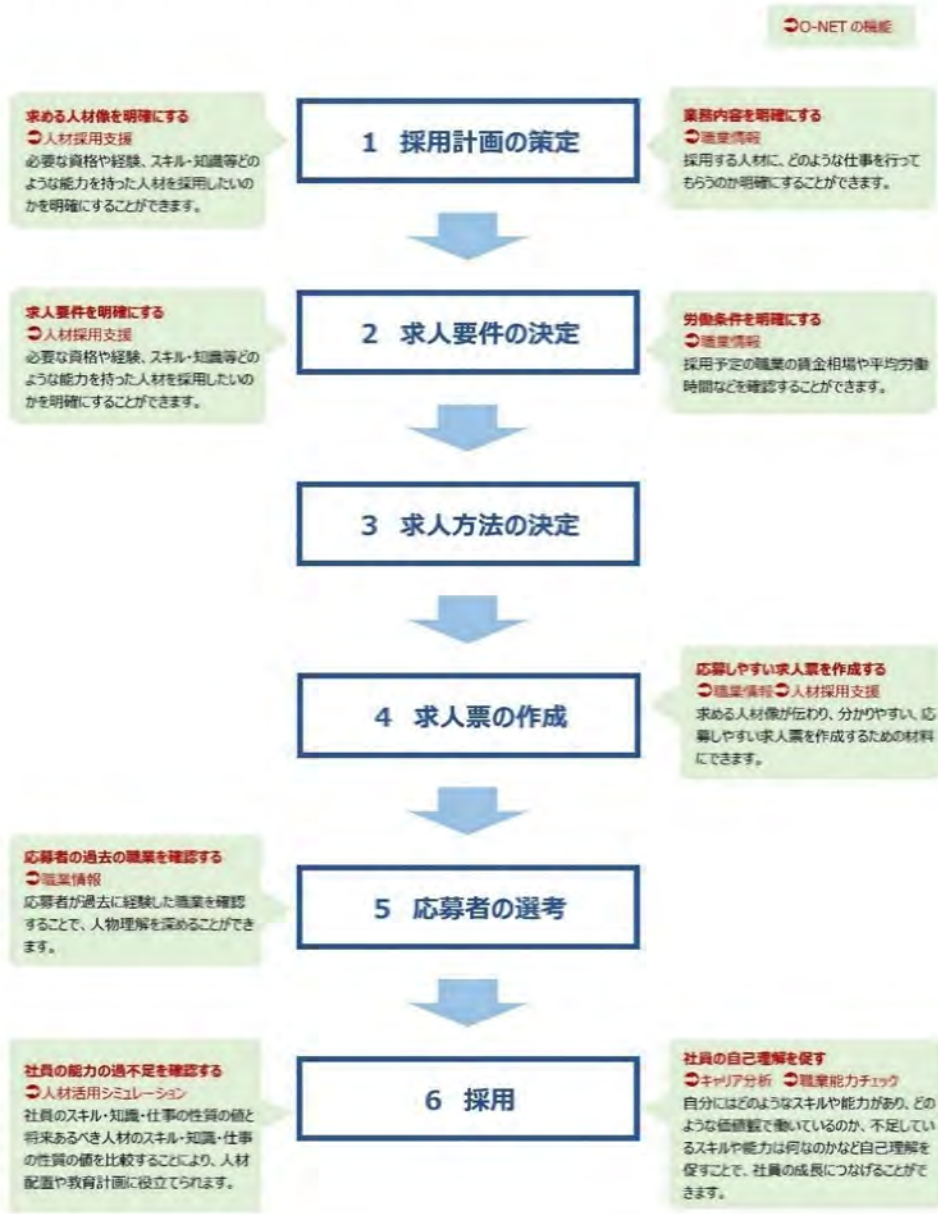 ➲O-NET の機能
求める人材像を明確にする
➲人材採用支援
必要な資格や経験、スキル・知識等どの
ような能力を持った人材を採用したいの
かを明確にすることができます。
1 採用計画の策定
業務内容を明確にする
➲職業情報
採用する人材に、どのような仕事を行って
もらうのか明確にすることができます。
求人要件を明確にする
➲人材採用支援
必要な資格や経験、スキル・知識等どの
ような能力を持った人材を採用したいの
かを明確にすることができます。
2 求人要件の決定
労働条件を明確にする
➲職業情報
採用予定の職業の賃金相場や平均労働
時間などを確認することができます。
3 求人方法の決定
4 求人票の作成
応募しやすい求人票を作成する
➲職業情報➲人材採用支援
求める人材像が伝わり、分かりやすい、応
募しやすい求人票を作成するための材料
にできます。
応募者の過去の職業を確認する
➲職業情報
応募者が過去に経験した職業を確認
することで、人物理解を深めることができ
ます。
5 応募者の選考
社員の能力の過不足を確認する
➲人材活用シミュレーション
社員のスキル・知識・仕事の性質の値と
将来あるべき人材のスキル・知識・仕事
の性質の値を比較することにより、人材
配置や教育計画に役立てられます。
6 採用
社員の自己理解を促す
➲キャリア分析 ➲職業能力チェック
自分にはどのようなスキルや能力があり、どの
ような価値観で働いているのか、不足してい
るスキルや能力は何なのかなど自己理解を
促すことで、社員の成長につなげることがで
きます。